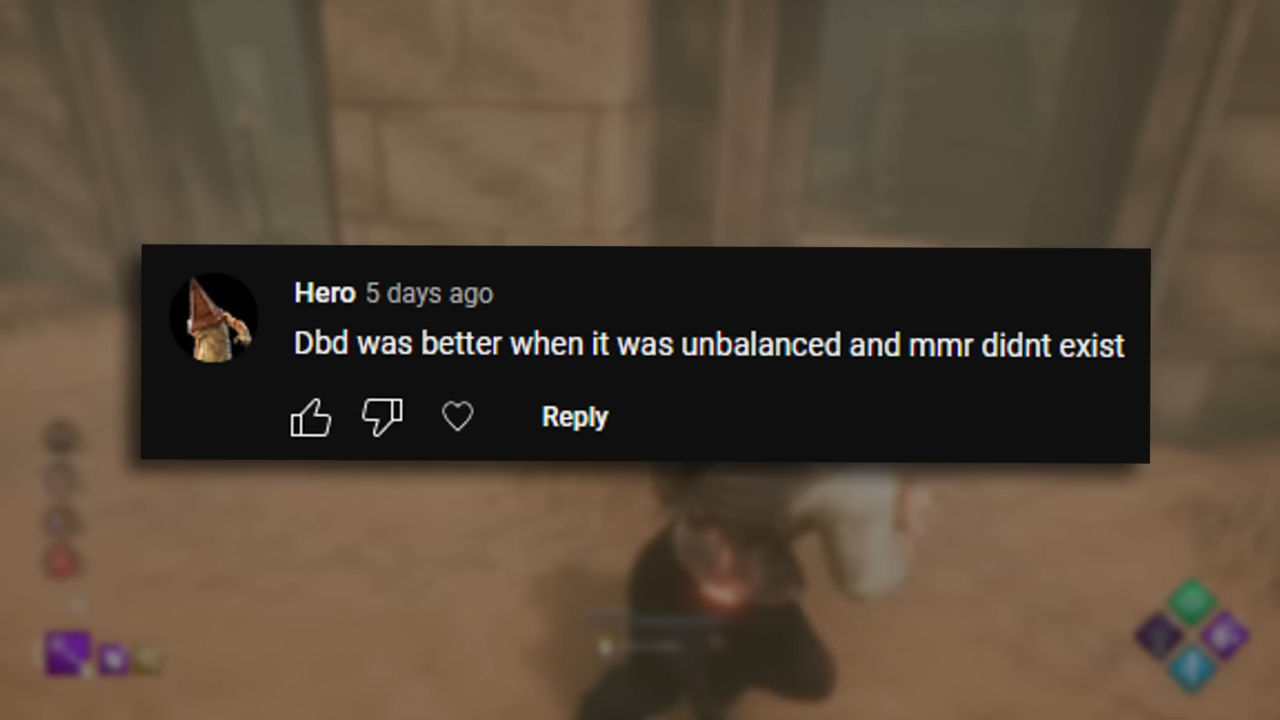 Hero 5 days ago
Dbd was better when it was unbalanced and mmr didnt exist
Reply